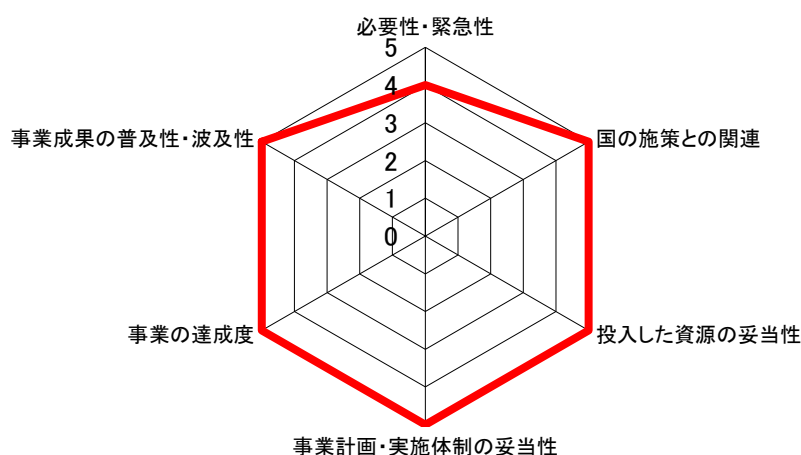 必要性・緊急性
5
4
3
2
1
0
事業成果の普及性・波及性
国の施策との関連
事業の達成度
投入した資源の妥当性
事業計画・実施体制の妥当性